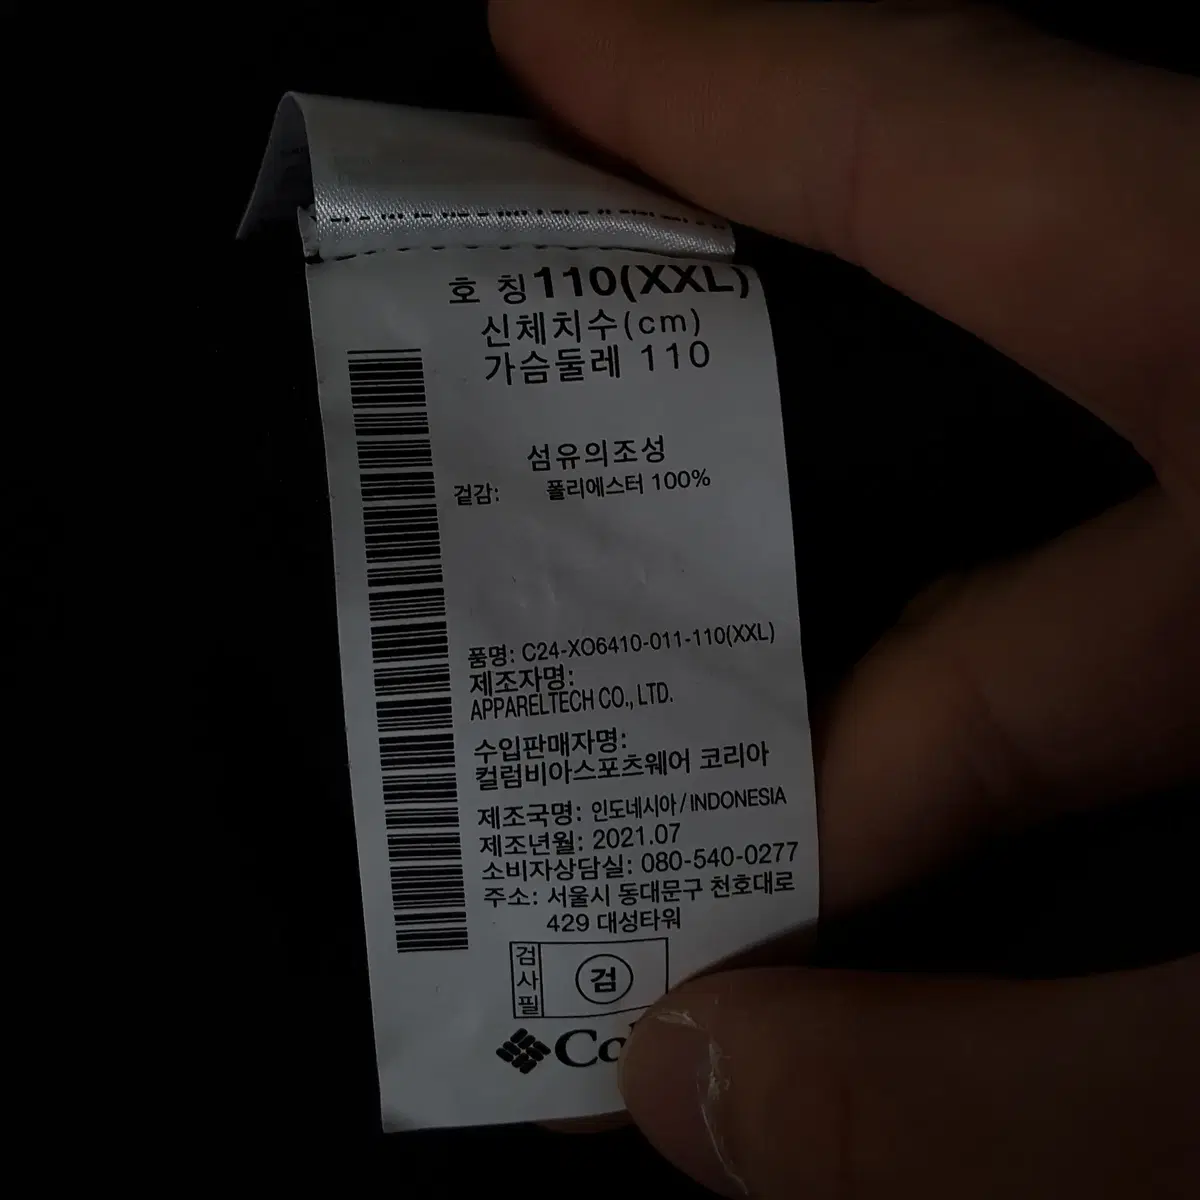 호 칭 110(XXL)
신체치수(cm)
가슴둘레 110
섬유의조성
겉감: 폴리에스터 100%
품명: C24-XO6410-011-110(XXL)
제조자명:
APPARELTECH CO., LTD.
수입판매자명:
컬럼비아스포츠웨어 코리아
제조국명: 인도네시아 / INDONESIA
제조년월: 2021.07
소비자상담실: 080-540-0277
주소: 서울시 동대문구 천호대로
429 대성타워
검사필
검
Co